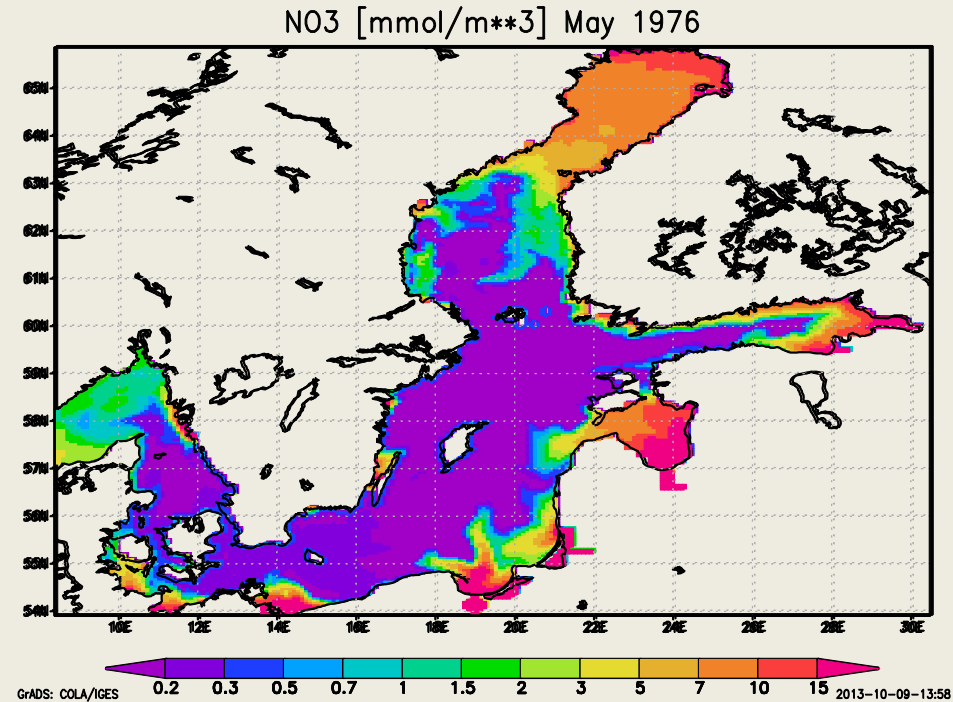 NO3 [mmol/m**3] May 1976
65N
64N
63N
62N
61N
60N
59N
58N
57N
56N
55N
54N
10E 12E 14E 16E 18E 20E 22E 24E 26E 28E 30E
0.2 0.3 0.5 0.7 1 1.5 2 3 5 7 10 15
GrADS: COLA/IGES 2013-10-09-13:58